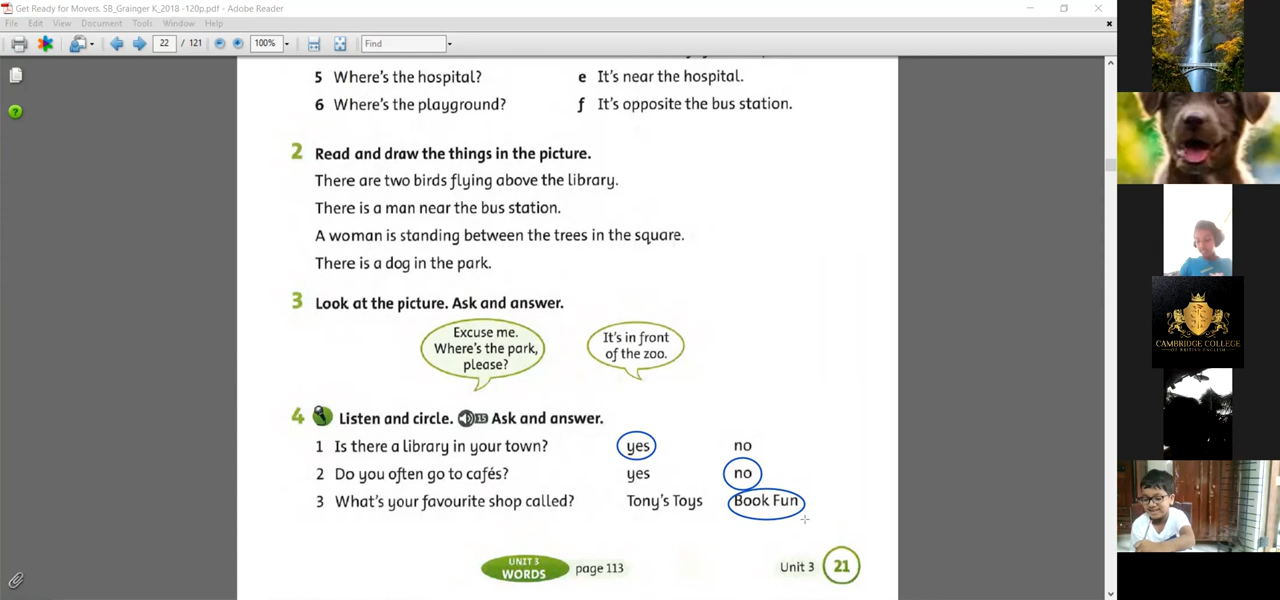 Get Ready for Movers. SB_Grainger K_2018 -120p.pdf - Adobe Reader
File Edit View Document Tools Window Help
22 / 121 100% Find
5 Where's the hospital? e It's near the hospital.
6 Where's the playground? f It's opposite the bus station.
2 Read and draw the things in the picture.
There are two birds flying above the library.
There is a man near the bus station.
A woman is standing between the trees in the square.
There is a dog in the park.
3 Look at the picture. Ask and answer.
Excuse me.
Where's the park,
please?
It's in front
of the zoo.
4 Listen and circle. 15 Ask and answer.
1 Is there a library in your town? yes no
2 Do you often go to cafés? yes no
3 What's your favourite shop called? Tony's Toys Book Fun
UNIT 3
WORDS
page 113
Unit 3 21
CAMBRIDGE COLLEGE
OF BRITISH ENGLISH